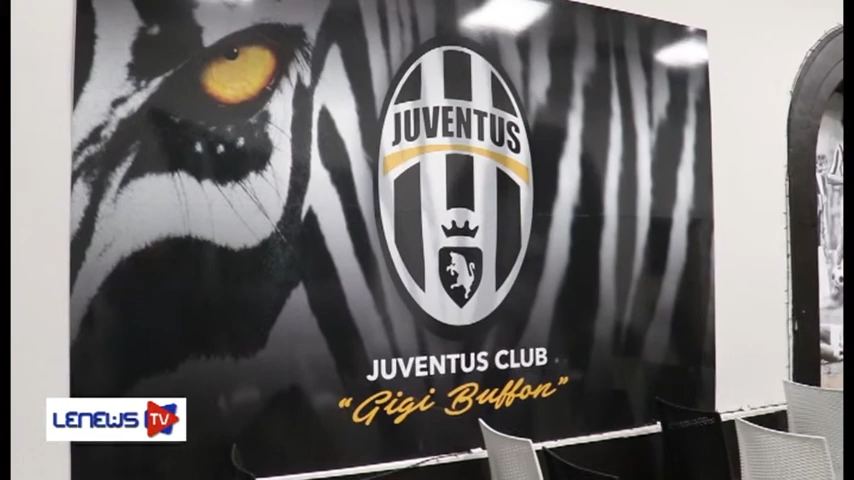 JUVENTUS
JUVENTUS CLUB
"Gigi Buffon"
LENEWS TV